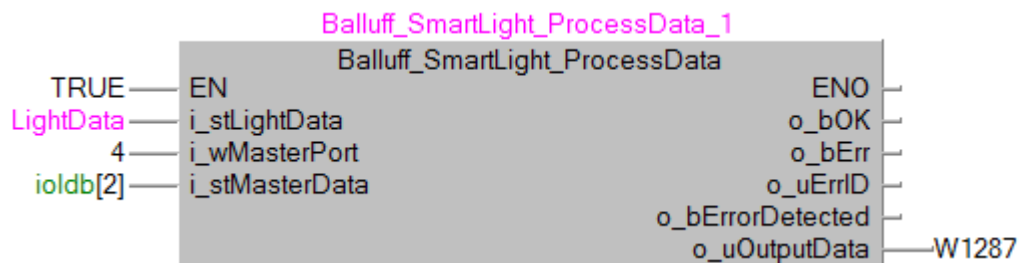 Balluff_SmartLight_ProcessData_1
Balluff_SmartLight_ProcessData
TRUE EN ENO
LightData i_stLightData o_bOK
4 i_wMasterPort o_bErr
ioldb[2] i_stMasterData o_uErrID
o_bErrorDetected
o_uOutputData W1287